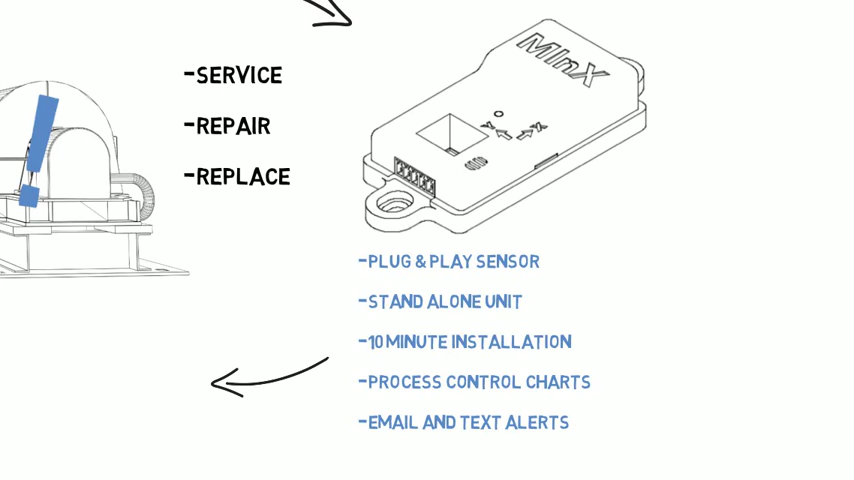 -SERVICE
-REPAIR
-REPLACE
MInX
Y X
-PLUG & PLAY SENSOR
-STAND ALONE UNIT
-10 MINUTE INSTALLATION
-PROCESS CONTROL CHARTS
-EMAIL AND TEXT ALERTS